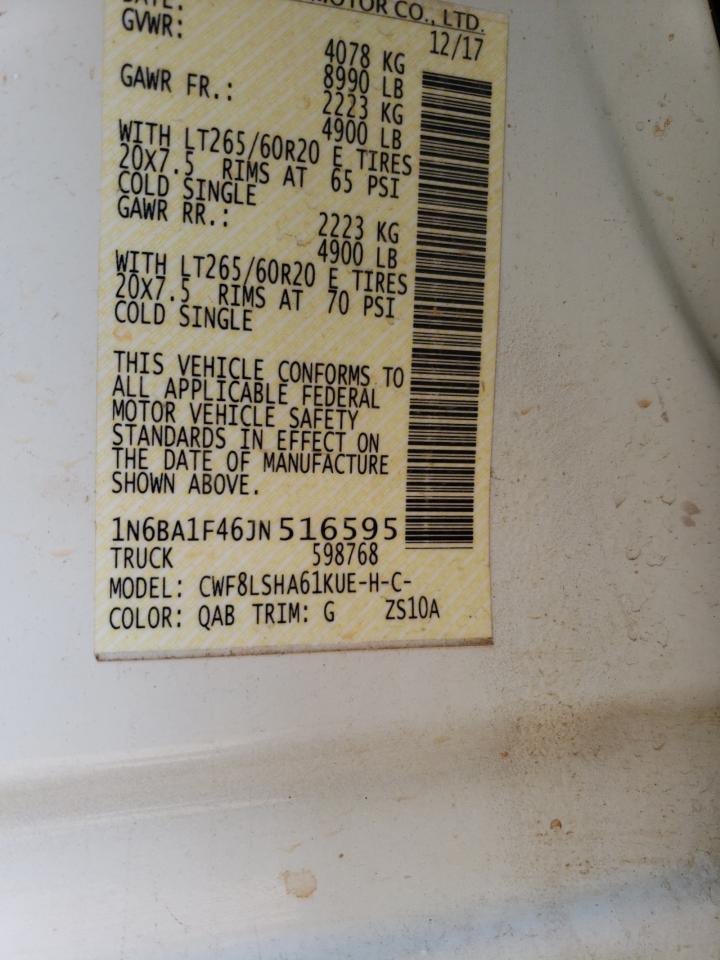 DATE:
MOTOR CO., LTD.
GVWR:
12/17
4078 KG
8990 LB
GAWR FR.:
2223 KG
4900 LB
WITH LT265/60R20 E TIRES
20X7.5 RIMS AT 65 PSI
COLD SINGLE
GAWR RR.:
2223 KG
4900 LB
WITH LT265/60R20 E TIRES
20X7.5 RIMS AT 70 PSI
COLD SINGLE
THIS VEHICLE CONFORMS TO
ALL APPLICABLE FEDERAL
MOTOR VEHICLE SAFETY
STANDARDS IN EFFECT ON
THE DATE OF MANUFACTURE
SHOWN ABOVE.
1N6BA1F46JN516595
TRUCK 598768
MODEL: CWF8LSHA61KUE-H-C-
COLOR: QAB TRIM: G ZS10A